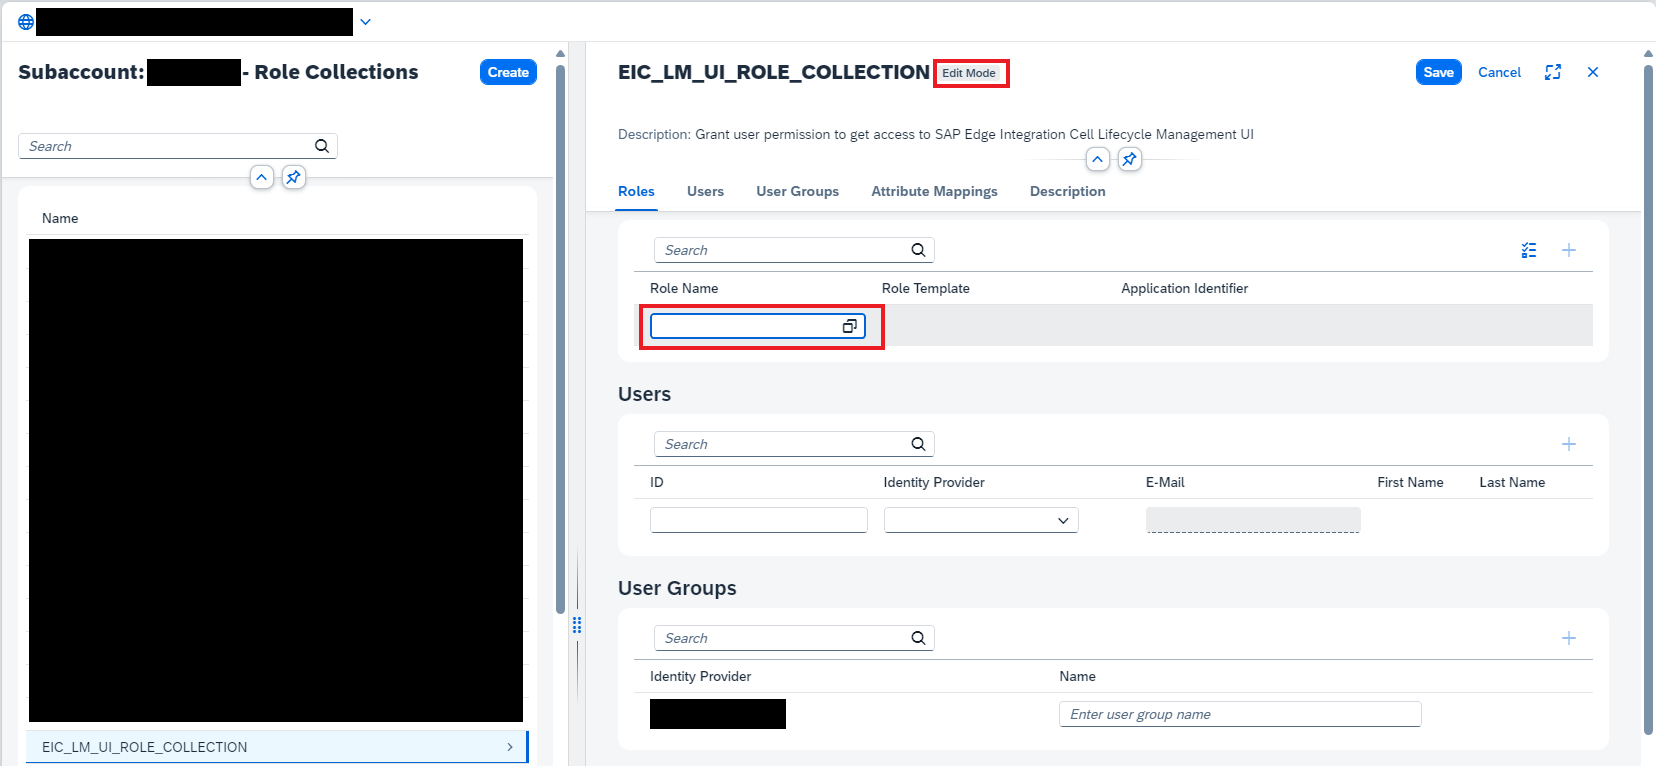 Subaccount: - Role Collections
Create
Search
Name
EIC_LM_UI_ROLE_COLLECTION
EIC_LM_UI_ROLE_COLLECTION Edit Mode
Save Cancel
Description: Grant user permission to get access to SAP Edge Integration Cell Lifecycle Management UI
Roles Users User Groups Attribute Mappings Description
Search
Role Name Role Template Application Identifier
Users
Search
ID Identity Provider E-Mail First Name Last Name
User Groups
Search
Identity Provider Name
Enter user group name